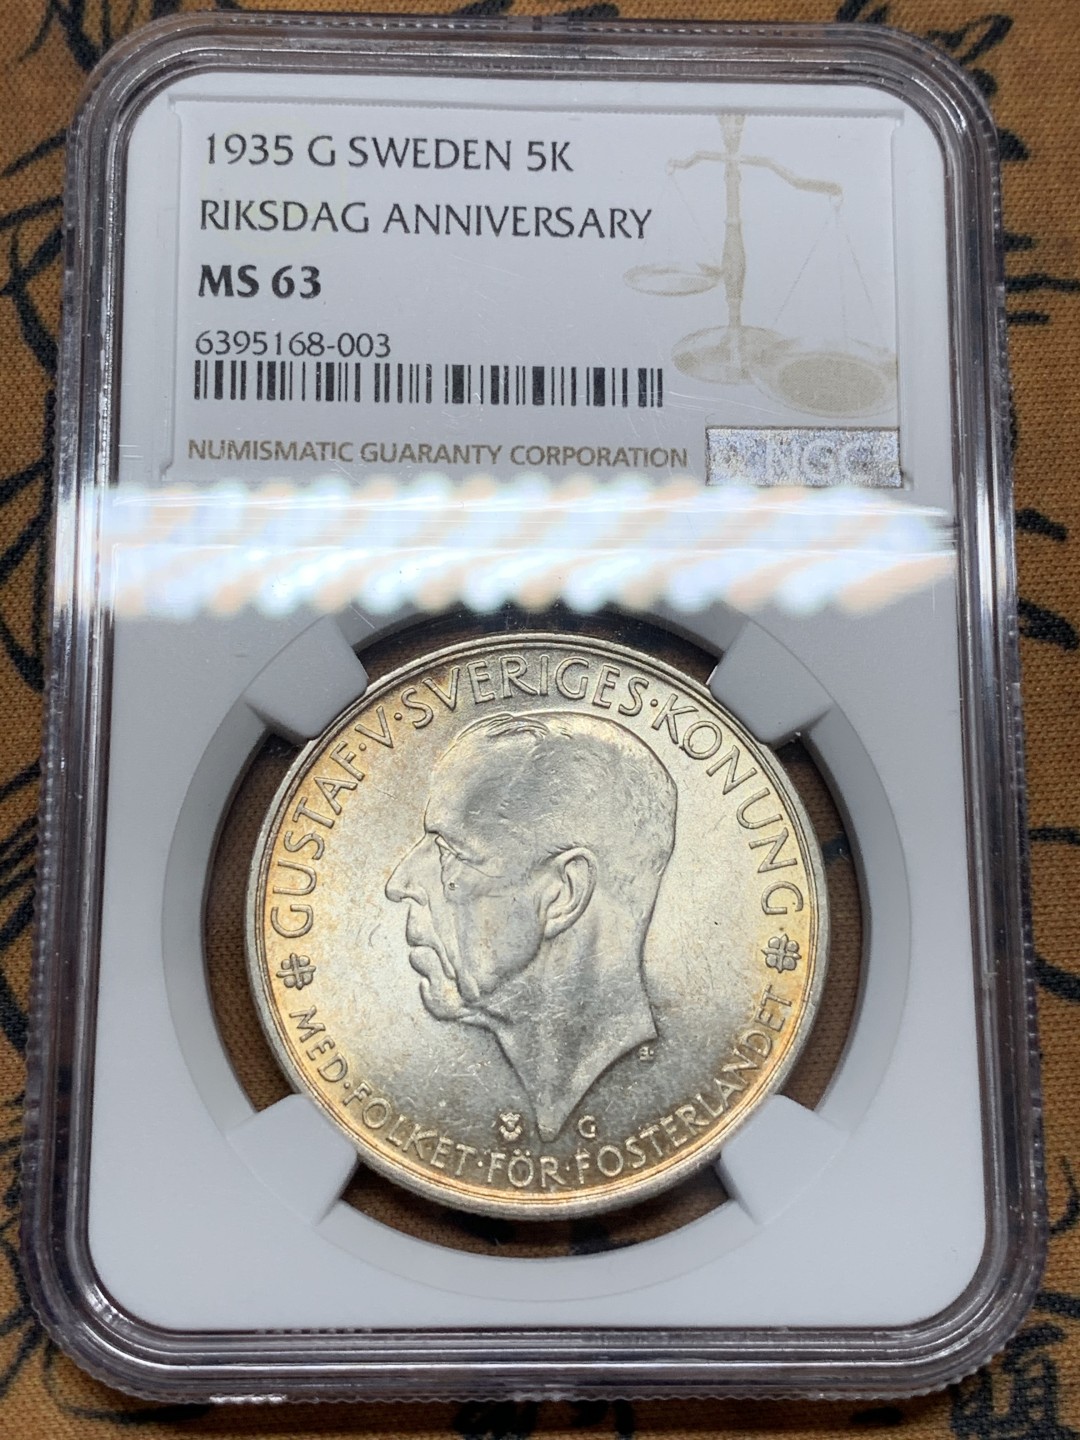 1935 G SWEDEN 5K
RIKSDAG ANNIVERSARY
MS 63
6395168-003
NUMISMATIC GUARANTY CORPORATION
NGC
GUSTAF·V·SVERIGES·KONUNG
MED·FOLKET·FÖR·FOSTERLANDET
G